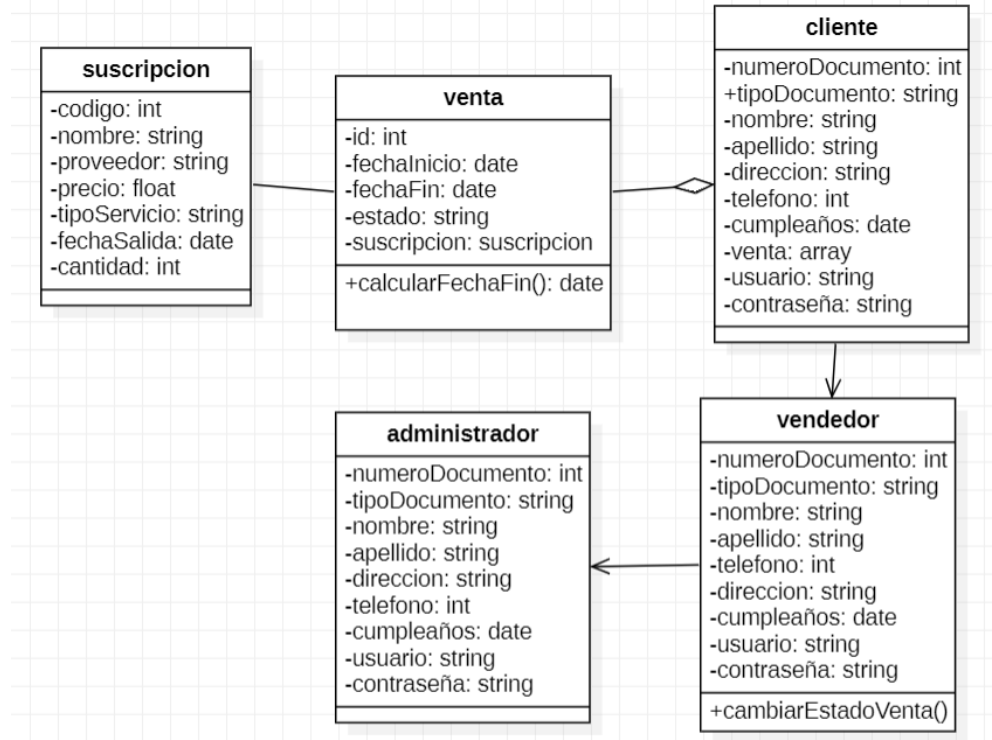 suscripcion
-codigo: int
-nombre: string
-proveedor: string
-precio: float
-tipoServicio: string
-fechaSalida: date
-cantidad: int
venta
-id: int
-fechaInicio: date
-fechaFin: date
-estado: string
-suscripcion: suscripcion
+calcularFechaFin(): date
cliente
-numeroDocumento: int
+tipoDocumento: string
-nombre: string
-apellido: string
-direccion: string
-telefono: int
-cumpleaños: date
-venta: array
-usuario: string
-contraseña: string
administrador
-numeroDocumento: int
-tipoDocumento: string
-nombre: string
-apellido: string
-direccion: string
-telefono: int
-cumpleaños: date
-usuario: string
-contraseña: string
vendedor
-numeroDocumento: int
-tipoDocumento: string
-nombre: string
-apellido: string
-telefono: int
-direccion: string
-cumpleaños: date
-usuario: string
-contraseña: string
+cambiarEstadoVenta()